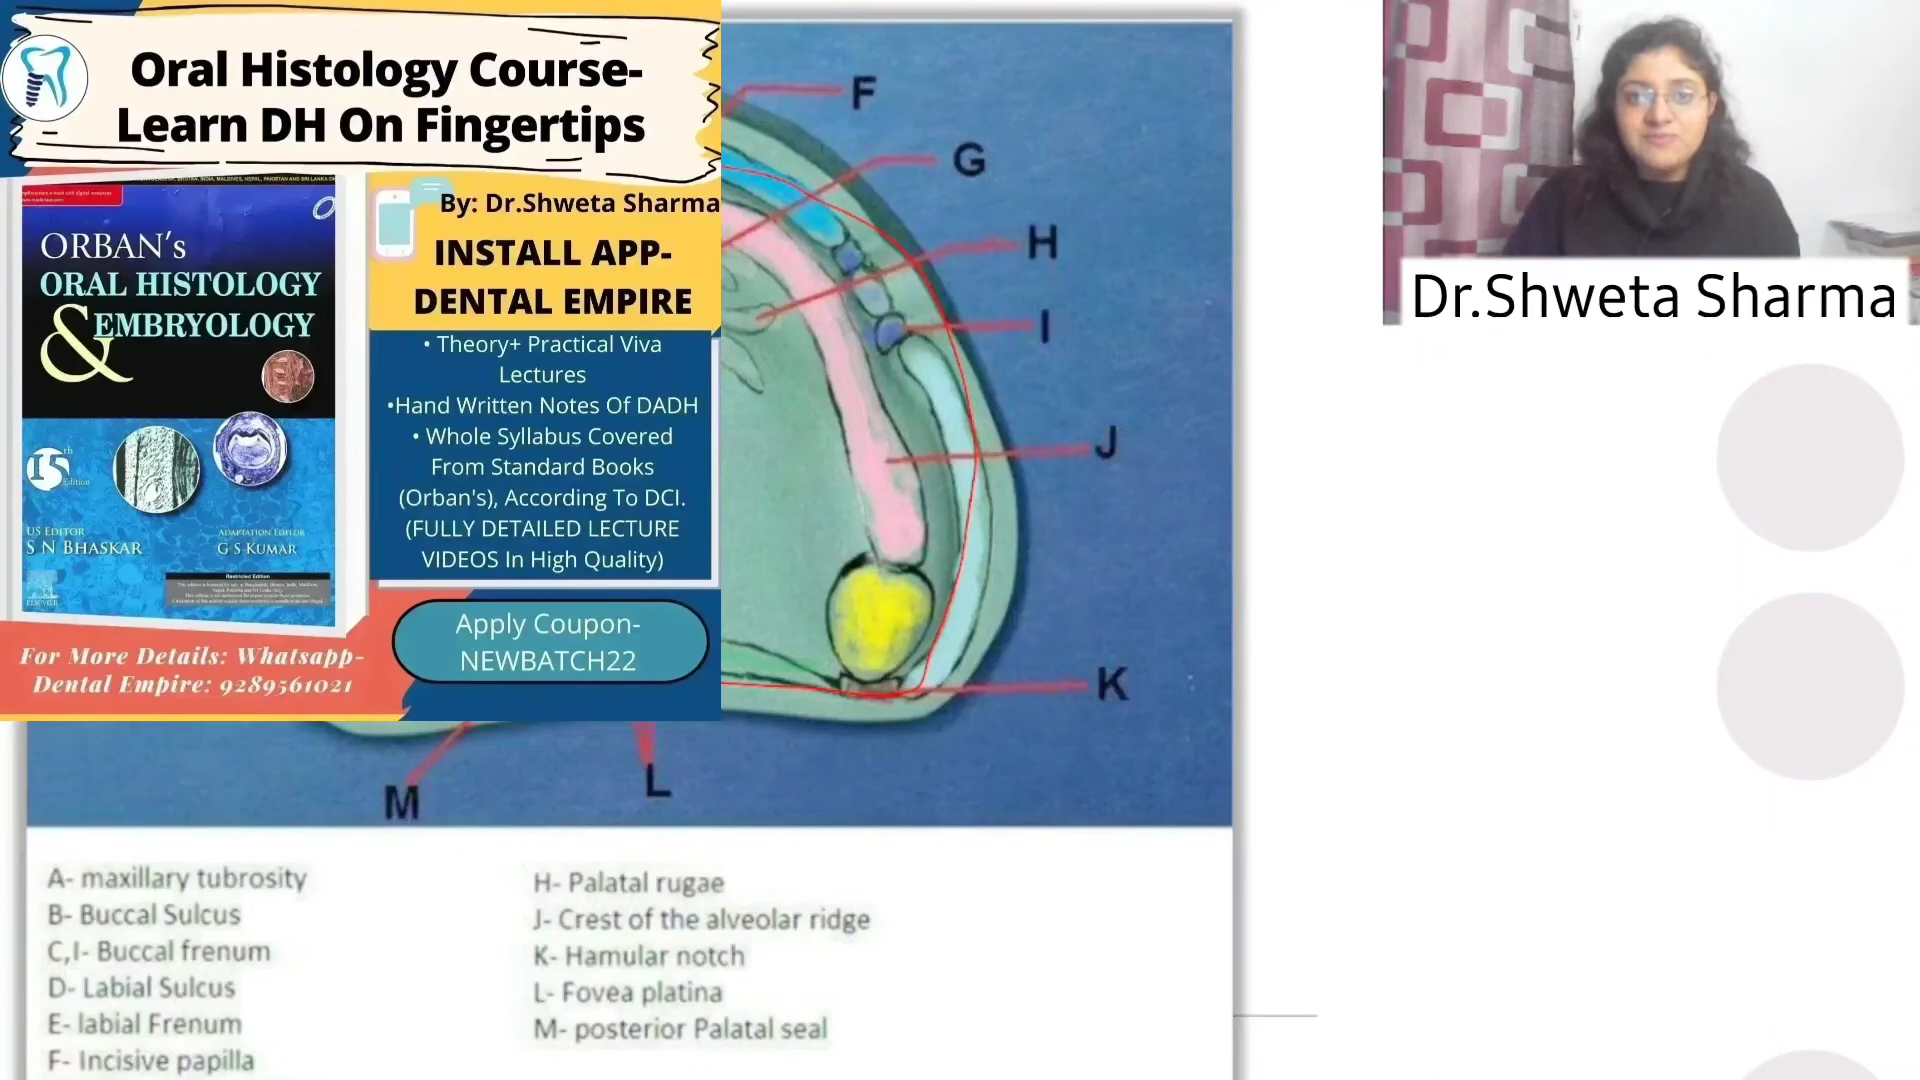 Oral Histology Course-
Learn DH On Fingertips
By: Dr.Shweta Sharma
INSTALL APP-
DENTAL EMPIRE
• Theory+ Practical Viva
Lectures
•Hand Written Notes Of DADH
• Whole Syllabus Covered
From Standard Books
(Orban's), According To DCI.
(FULLY DETAILED LECTURE
VIDEOS In High Quality)
Apply Coupon-
NEWBATCH22
ORBAN's
ORAL HISTOLOGY
& EMBRYOLOGY
15th
Edition
US EDITOR
S N BHASKAR
ADAPTATION EDITOR
G S KUMAR
Restricted Edition
ELSEVIER
For More Details: Whatsapp-
Dental Empire: 9289561021
F
G
H
I
J
K
L
M
A- maxillary tubrosity
B- Buccal Sulcus
C,I- Buccal frenum
D- Labial Sulcus
E- labial Frenum
F- Incisive papilla
H- Palatal rugae
J- Crest of the alveolar ridge
K- Hamular notch
L- Fovea platina
M- posterior Palatal seal
Dr.Shweta Sharma